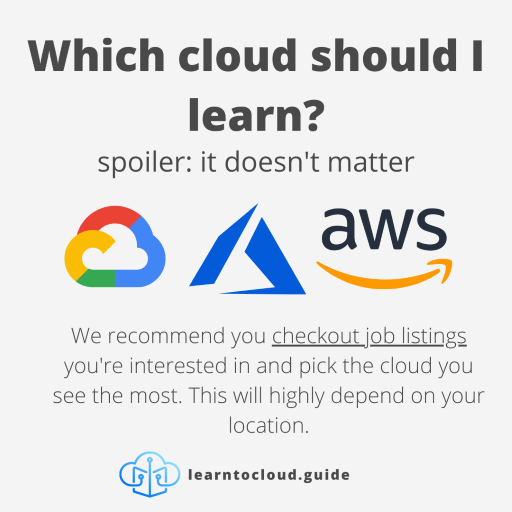 Which cloud should I
learn?
spoiler: it doesn't matter
aws
We recommend you checkout job listings
you're interested in and pick the cloud you
see the most. This will highly depend on your
location.
learntocloud.guide